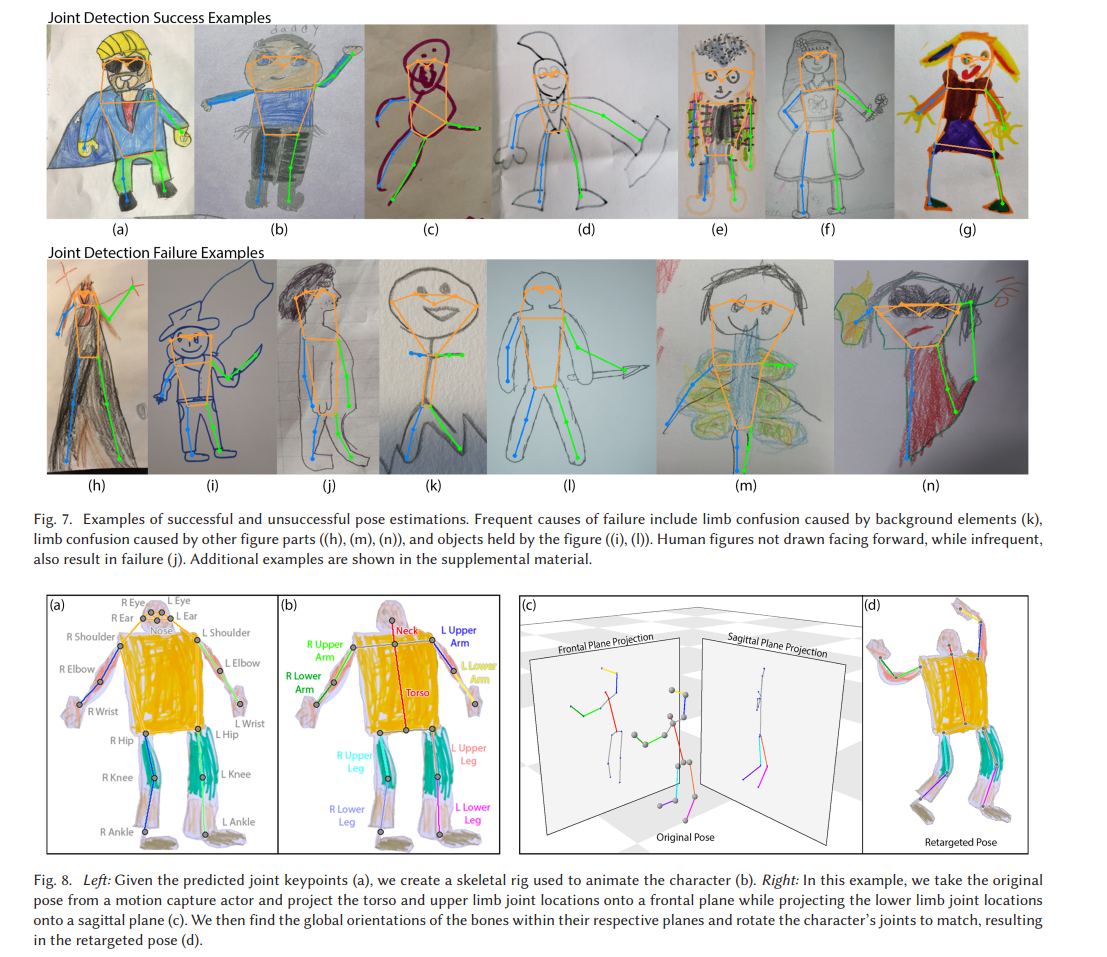 Joint Detection Success Examples
daddy
(a) (b) (c) (d) (e) (f) (g)
Joint Detection Failure Examples
(h) (i) (j) (k) (l) (m) (n)
Fig. 7. Examples of successful and unsuccessful pose estimations. Frequent causes of failure include limb confusion caused by background elements (k),
limb confusion caused by other figure parts ((h), (m), (n)), and objects held by the figure ((i), (l)). Human figures not drawn facing forward, while infrequent,
also result in failure (j). Additional examples are shown in the supplemental material.
(a)
R Eye
L Eye
R Ear
L Ear
Nose
R Shoulder
L Shoulder
R Elbow
L Elbow
R Wrist
L Wrist
R Hip
L Hip
R Knee
L Knee
R Ankle
L Ankle
(b)
Neck
R Upper
Arm
L Upper
Arm
R Lower
Arm
L Lower
Arm
Torso
R Upper
Leg
L Upper
Leg
R Lower
Leg
L Lower
Leg
(c)
Frontal Plane Projection
Sagittal Plane Projection
Original Pose
(d)
Retargeted Pose
Fig. 8. Left: Given the predicted joint keypoints (a), we create a skeletal rig used to animate the character (b). Right: In this example, we take the original
pose from a motion capture actor and project the torso and upper limb joint locations onto a frontal plane while projecting the lower limb joint locations
onto a sagittal plane (c). We then find the global orientations of the bones within their respective planes and rotate the character's joints to match, resulting
in the retargeted pose (d).